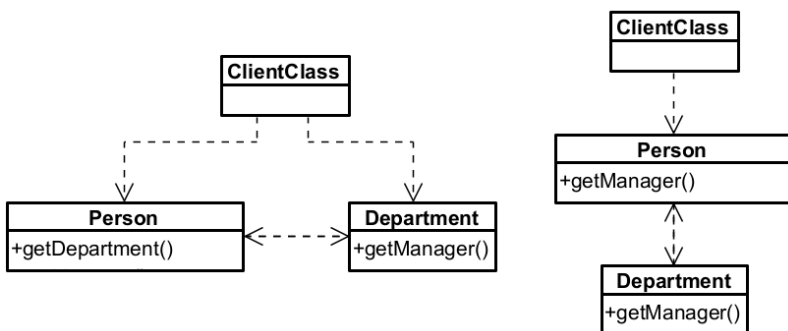 ClientClass
Person
+getDepartment()
Department
+getManager()
ClientClass
Person
+getManager()
Department
+getManager()